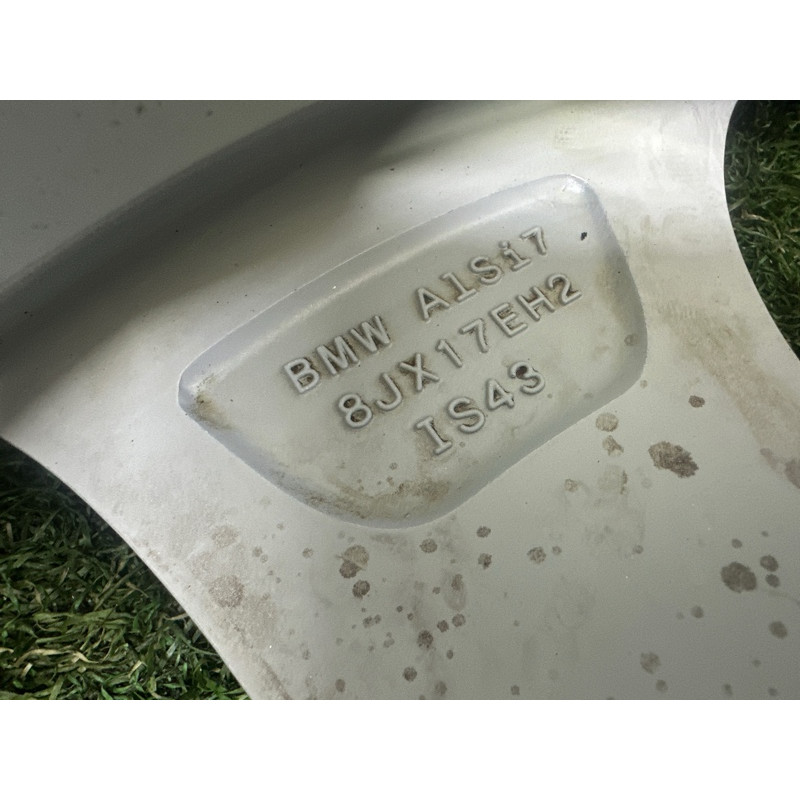 BMW AlSi7
8JX17EH2
IS43